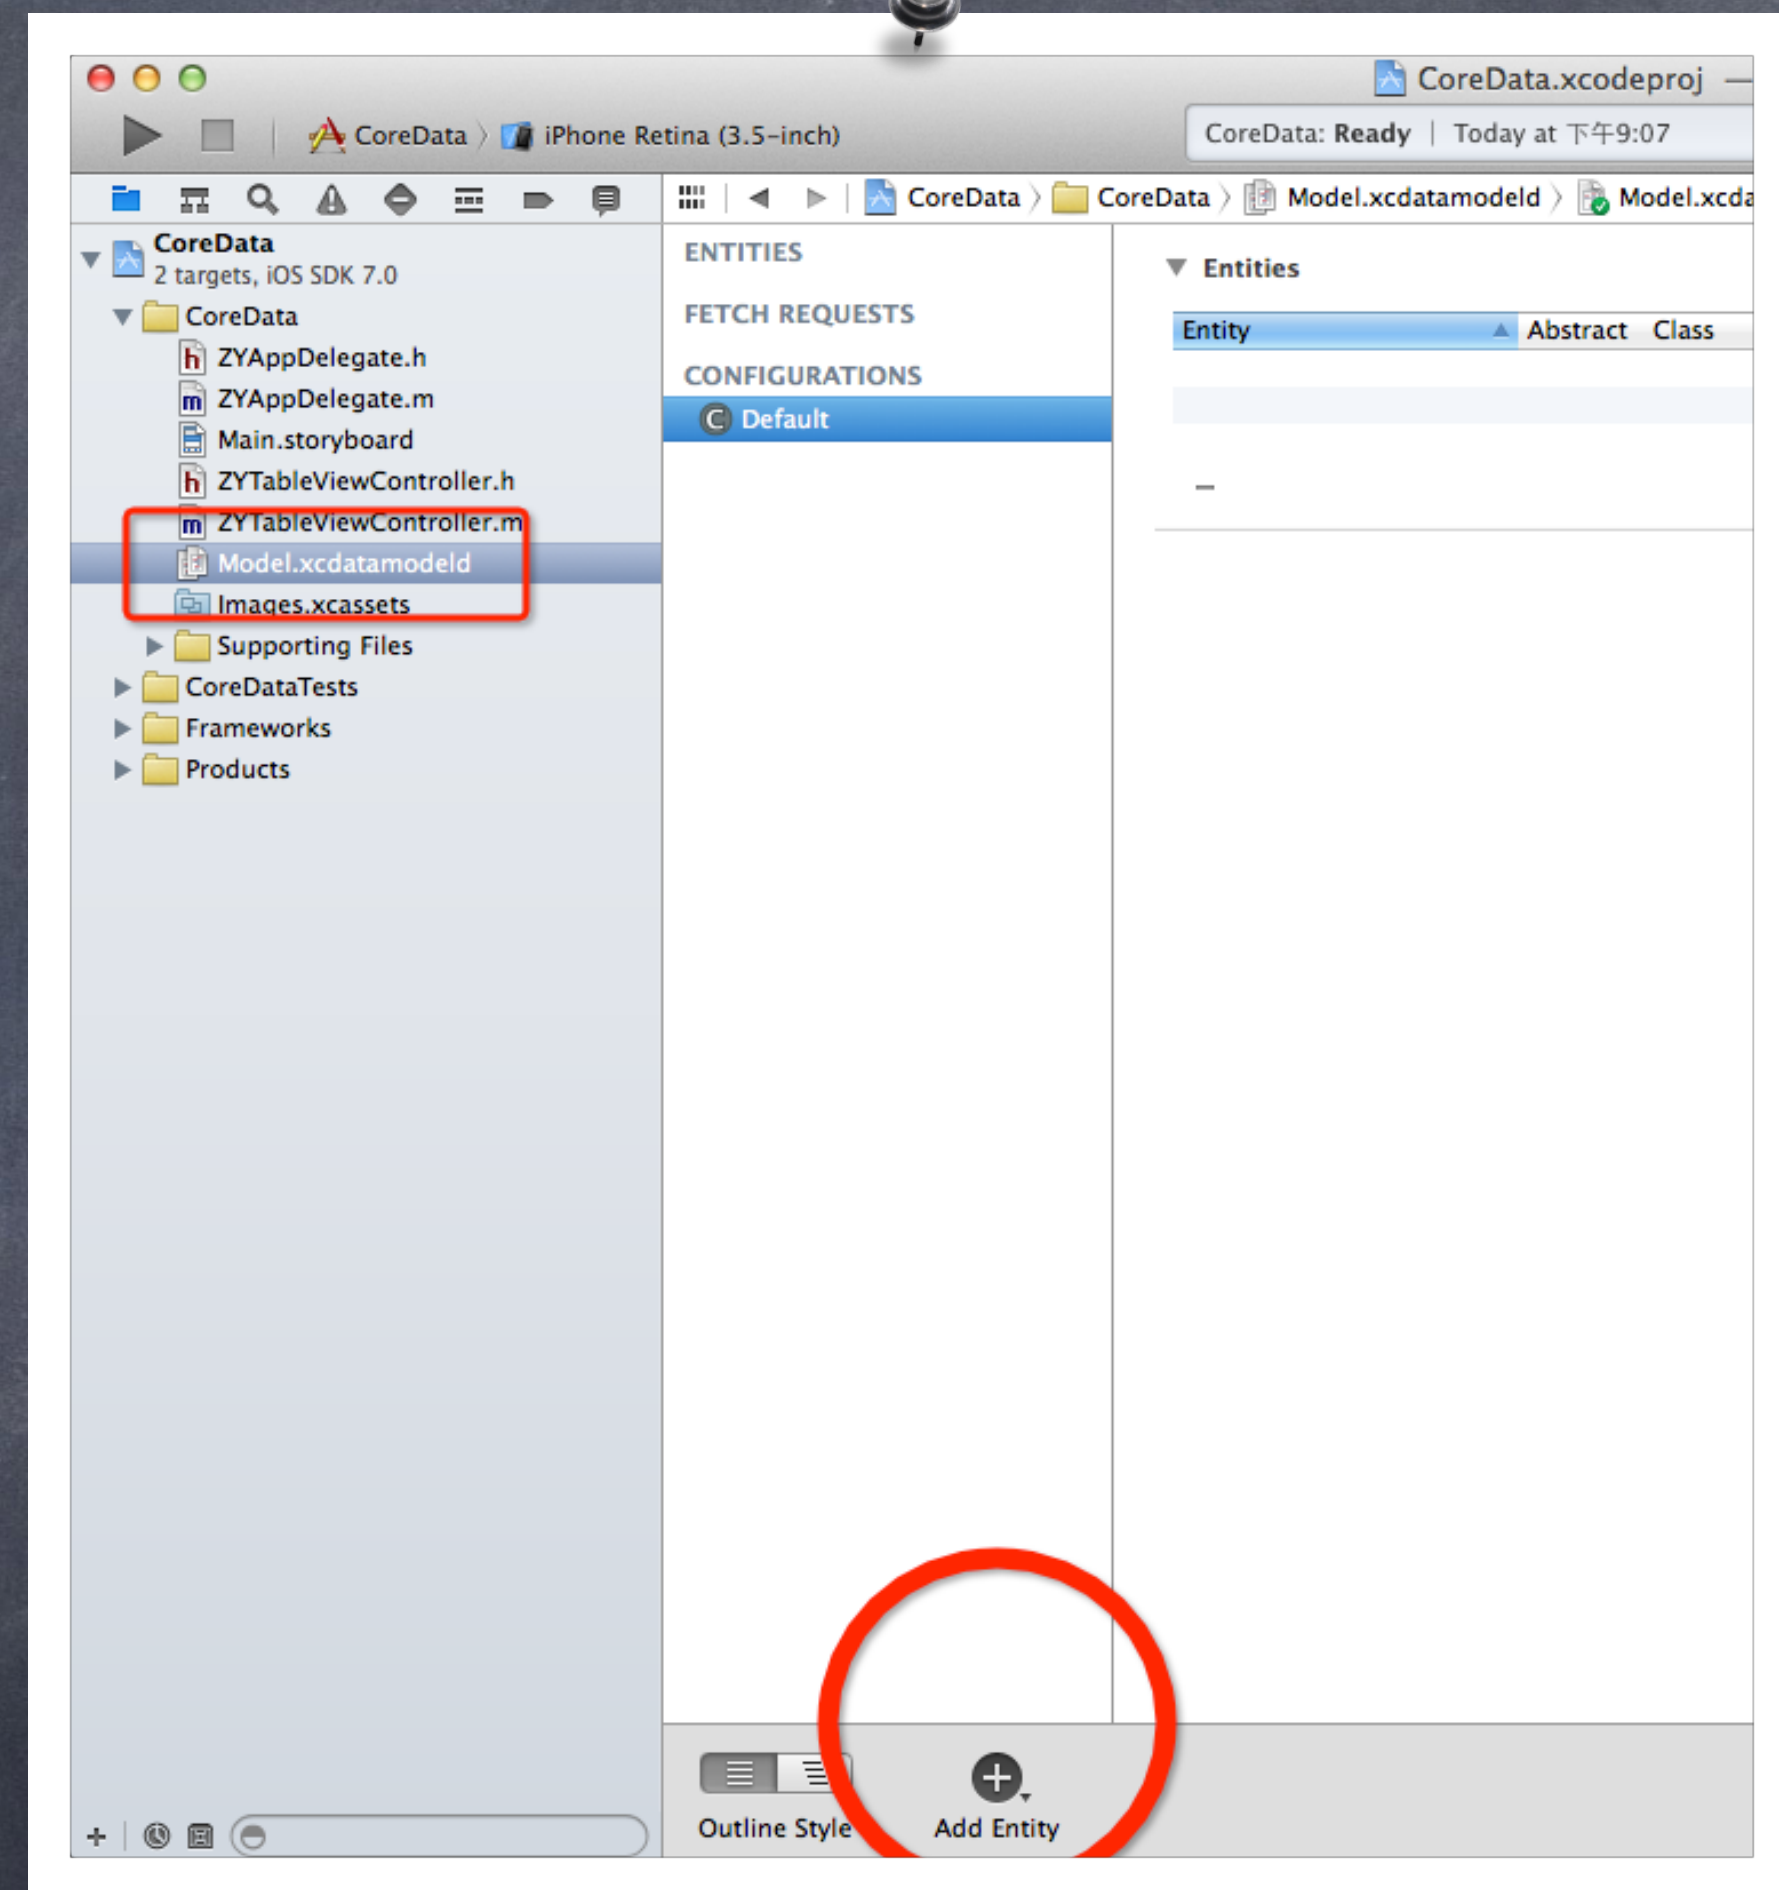 CoreData.xcodeproj —
CoreData 〉 iPhone Retina (3.5-inch)
CoreData: Ready | Today at 下午9:07
CoreData 〉 CoreData 〉 Model.xcdatamodeld 〉 Model.xcda
CoreData
2 targets, iOS SDK 7.0
CoreData
ZYAppDelegate.h
ZYAppDelegate.m
Main.storyboard
ZYTableViewController.h
ZYTableViewController.m
Model.xcdatamodeld
Images.xcassets
Supporting Files
CoreDataTests
Frameworks
Products
ENTITIES
FETCH REQUESTS
CONFIGURATIONS
C Default
Entities
Entity Abstract Class
Outline Style Add Entity